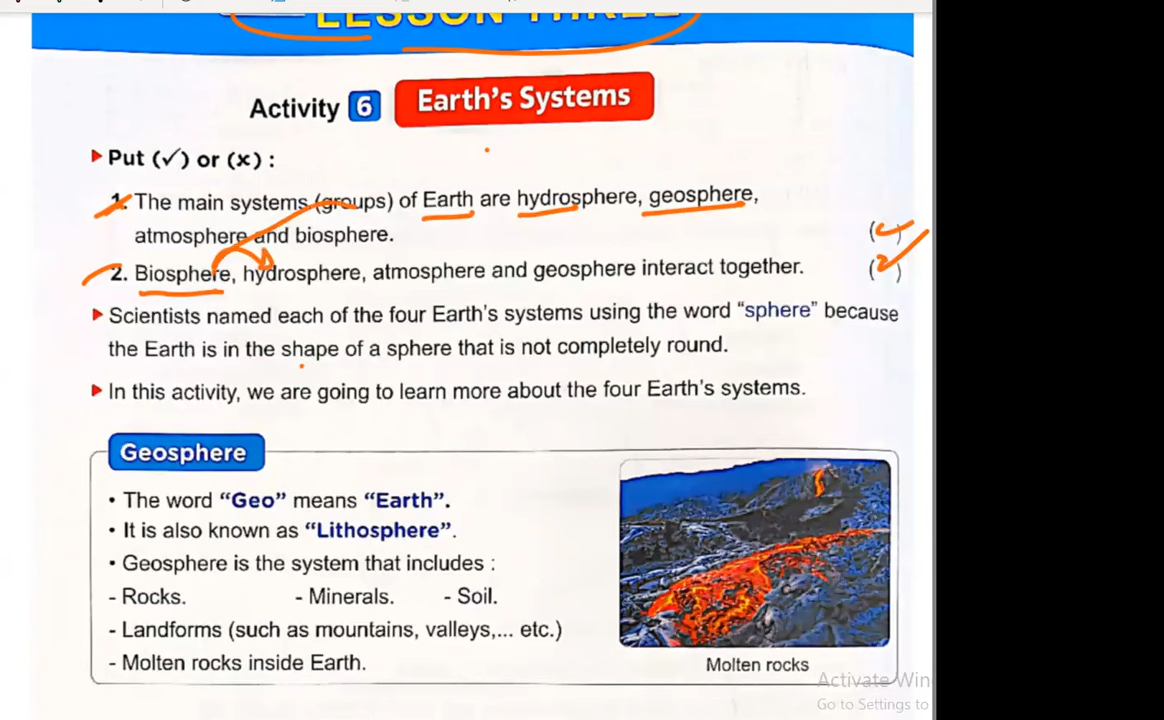 LESSON THREE
Activity 6 Earth's Systems
Put (✓) or (x) :
1. The main systems (groups) of Earth are hydrosphere, geosphere,
atmosphere and biosphere. (✓)
2. Biosphere, hydrosphere, atmosphere and geosphere interact together. (✓)
Scientists named each of the four Earth's systems using the word “sphere” because
the Earth is in the shape of a sphere that is not completely round.
In this activity, we are going to learn more about the four Earth's systems.
Geosphere
• The word “Geo” means “Earth”.
• It is also known as “Lithosphere”.
• Geosphere is the system that includes :
- Rocks. - Minerals. - Soil.
- Landforms (such as mountains, valleys,... etc.)
- Molten rocks inside Earth.
Molten rocks
Activate Win
Go to Settings to